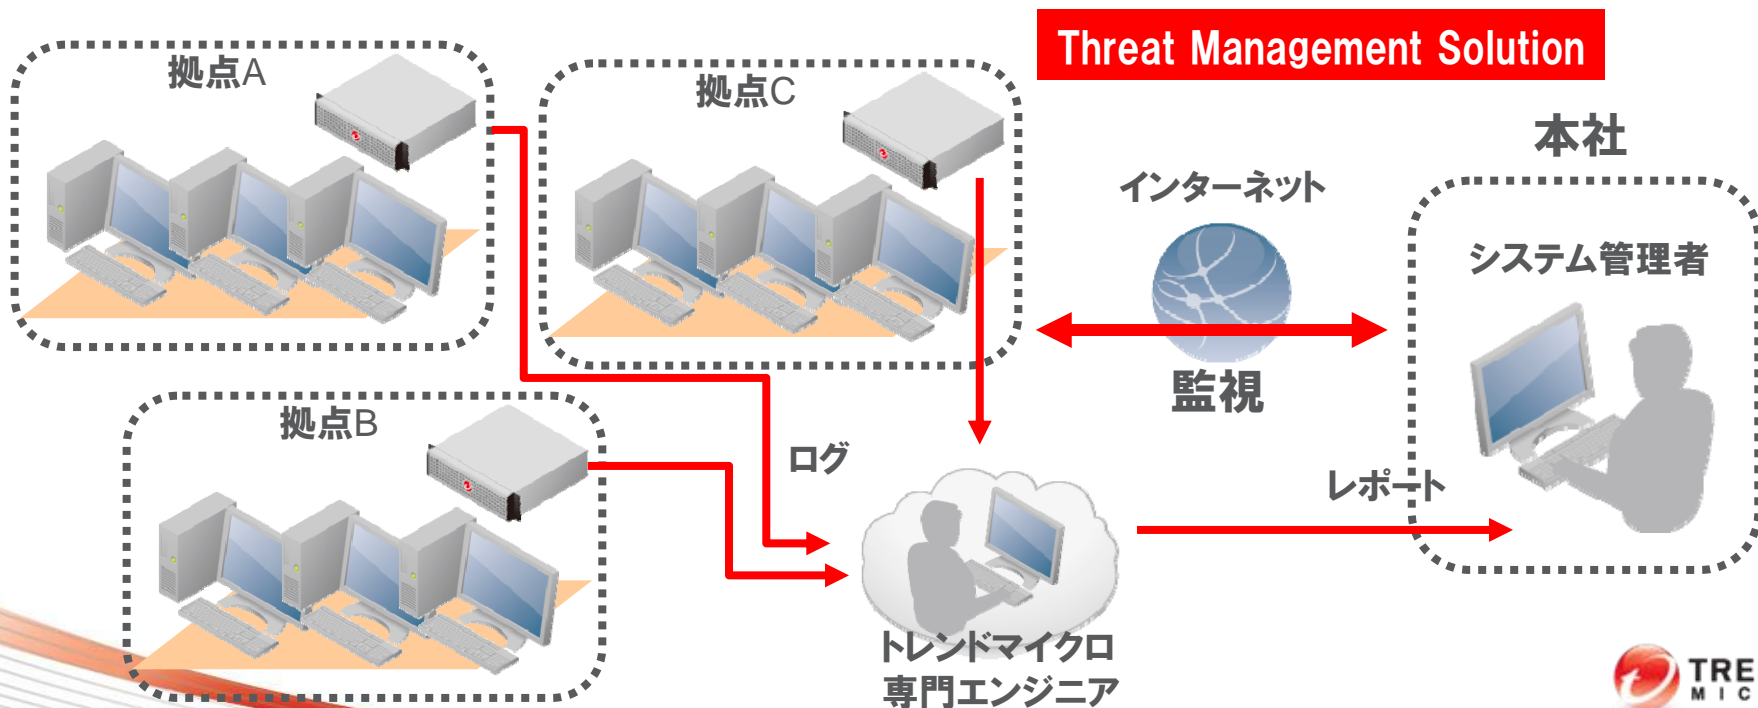 Threat Management Solution
拠点A
拠点C
本社
インターネット
システム管理者
監視
拠点B
ログ
レポート
トレンドマイクロ
専門エンジニア
TRE
MIC